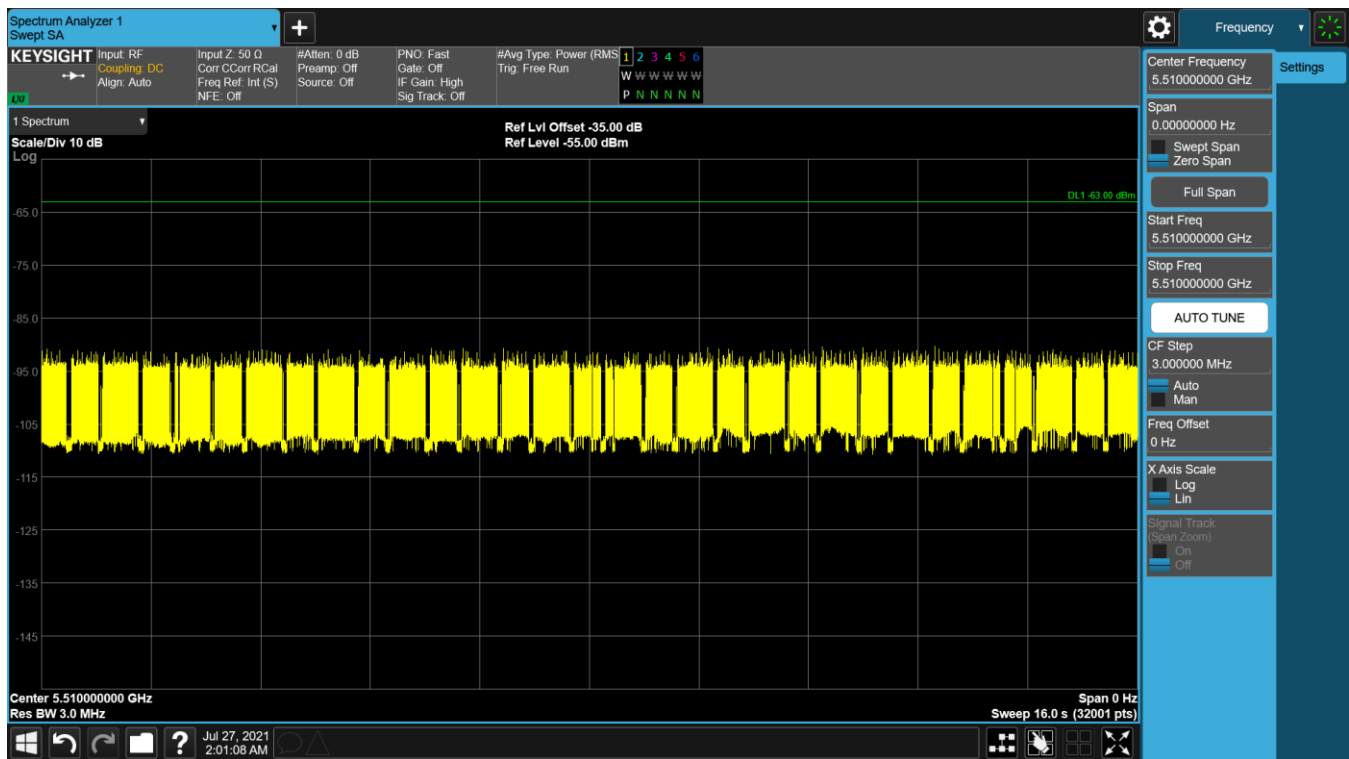 Spectrum Analyzer 1
Swept SA
+
Frequency
KEYSIGHT
LXI
Input: RF
Coupling: DC
Align: Auto
Input Z: 50 Ω
Corr CCorr RCal
Freq Ref: Int (S)
NFE: Off
#Atten: 0 dB
Preamp: Off
Source: Off
PNO: Fast
Gate: Off
IF Gain: High
Sig Track: Off
#Avg Type: Power (RMS
Trig: Free Run
1 2 3 4 5 6
W W W W W W
P N N N N N
1 Spectrum
Scale/Div 10 dB
Log
Ref Lvl Offset -35.00 dB
Ref Level -55.00 dBm
DL1 -63.00 dBm
-65.0
-75.0
-85.0
-95.0
-105
-115
-125
-135
-145
Center 5.510000000 GHz
Res BW 3.0 MHz
Span 0 Hz
Sweep 16.0 s (32001 pts)
Center Frequency
5.510000000 GHz
Settings
Span
0.00000000 Hz
Swept Span
Zero Span
Full Span
Start Freq
5.510000000 GHz
Stop Freq
5.510000000 GHz
AUTO TUNE
CF Step
3.000000 MHz
Auto
Man
Freq Offset
0 Hz
X Axis Scale
Log
Lin
Signal Track
(Span Zoom)
On
Off
?
Jul 27, 2021
2:01:08 AM